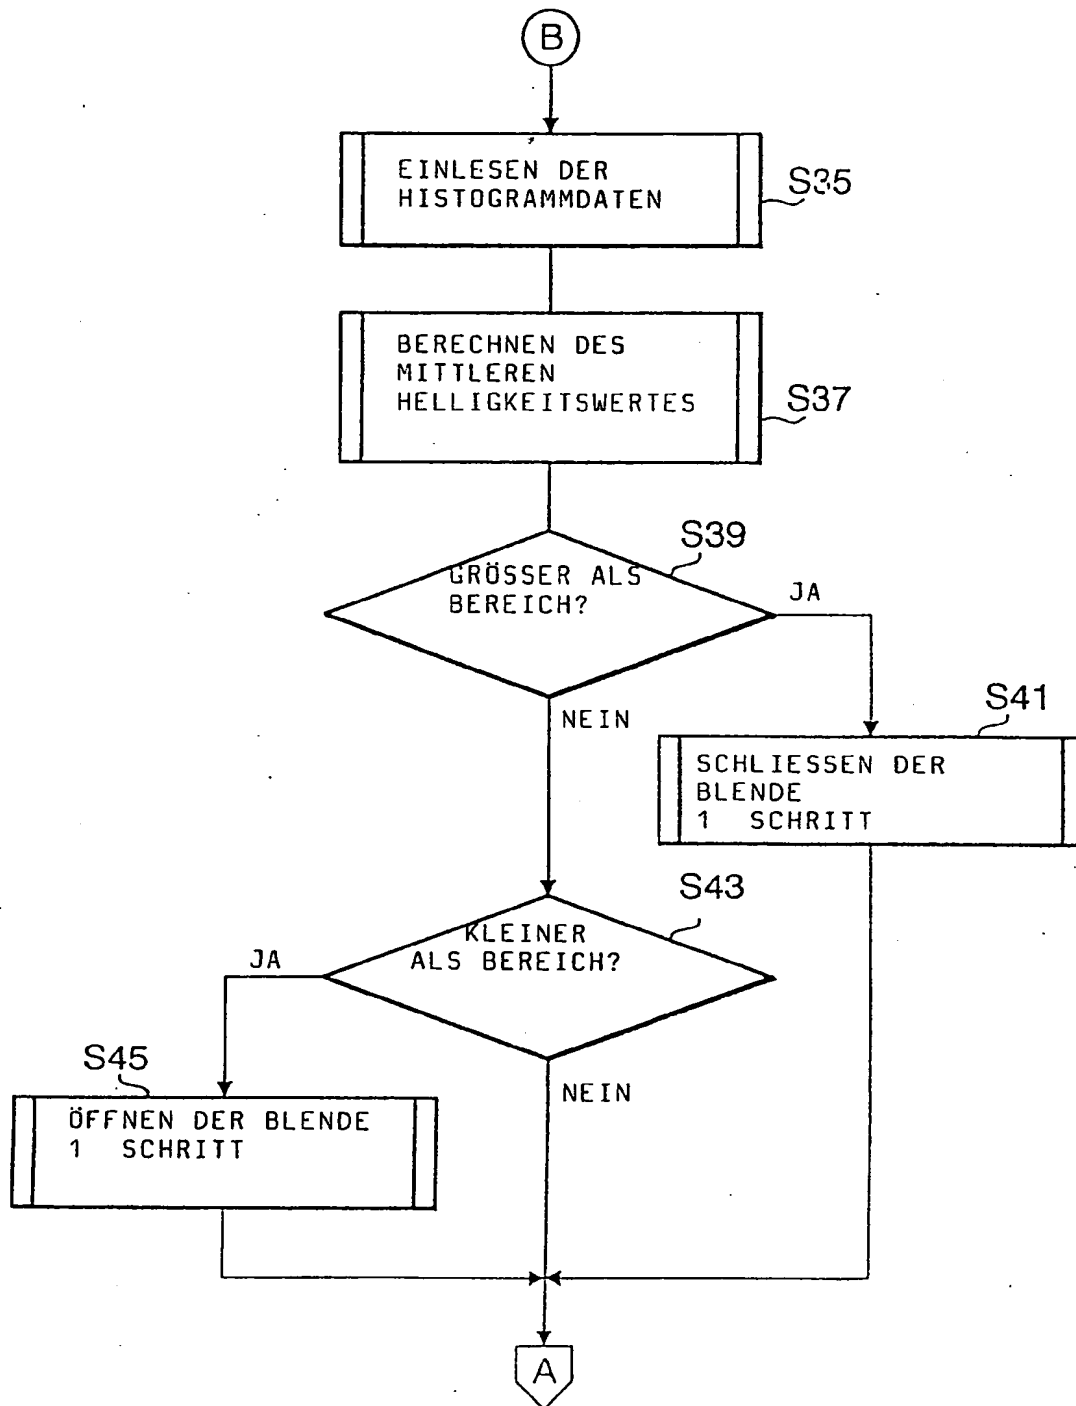 B
EINLESEN DER
HISTOGRAMMDATEN
S35
BERECHNEN DES
MITTLEREN
HELLIGKEITSWERTES
S37
S39
GRÖSSER ALS
BEREICH?
JA
NEIN
S41
SCHLIESSEN DER
BLENDE
1 SCHRITT
S43
KLEINER
ALS BEREICH?
JA
NEIN
S45
ÖFFNEN DER BLENDE
1 SCHRITT
A